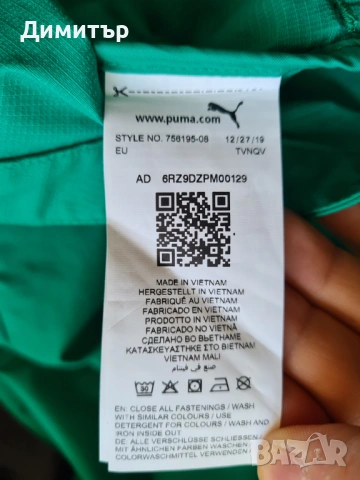 Димитър
www.puma.com
STYLE NO. 756195-08 12/27/19
EU TVNQV
AD 6RZ9DZPM00129
MADE IN VIETNAM
HERGESTELLT IN VIETNAM
FABRIQUÉ AU VIETNAM
FABRICADO EN VIETNAM
PRODOTTO IN VIETNAM
FABRICADO NO VIETNÃ
СДЕЛАНО ВО ВЬЕТНАМЕ
ΚΑΤΑΣΚΕΥΑΣΤΗΚΕ ΣΤΟ ΒΙΕΤΝΑΜ
VIETNAM MALI
صنع في فيتنام
EN: CLOSE ALL FASTENINGS / WASH
WITH SIMILAR COLOURS / USE
DETERGENT FOR COLOURS / WASH AND
IRON INSIDE OUT
DE: ALLE VERSCHLÜSSE SCHLIESSEN /
MIT ÄHNLICHEN FARBEN WASCHEN /
COLORWASCHMITTEL
bazar